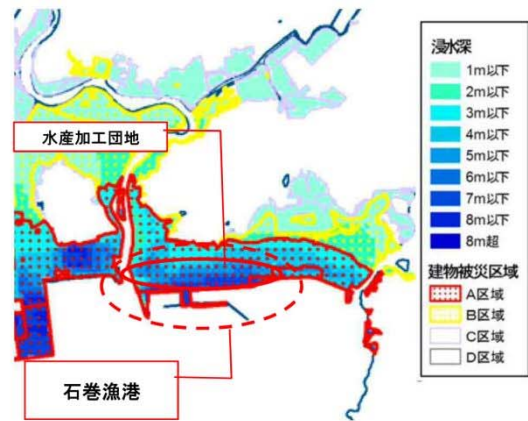 水産加工団地
石巻漁港
浸水深
1m以下
2m以下
3m以下
4m以下
5m以下
6m以下
7m以下
8m以下
8m超
建物被災区域
A区域
B区域
C区域
D区域